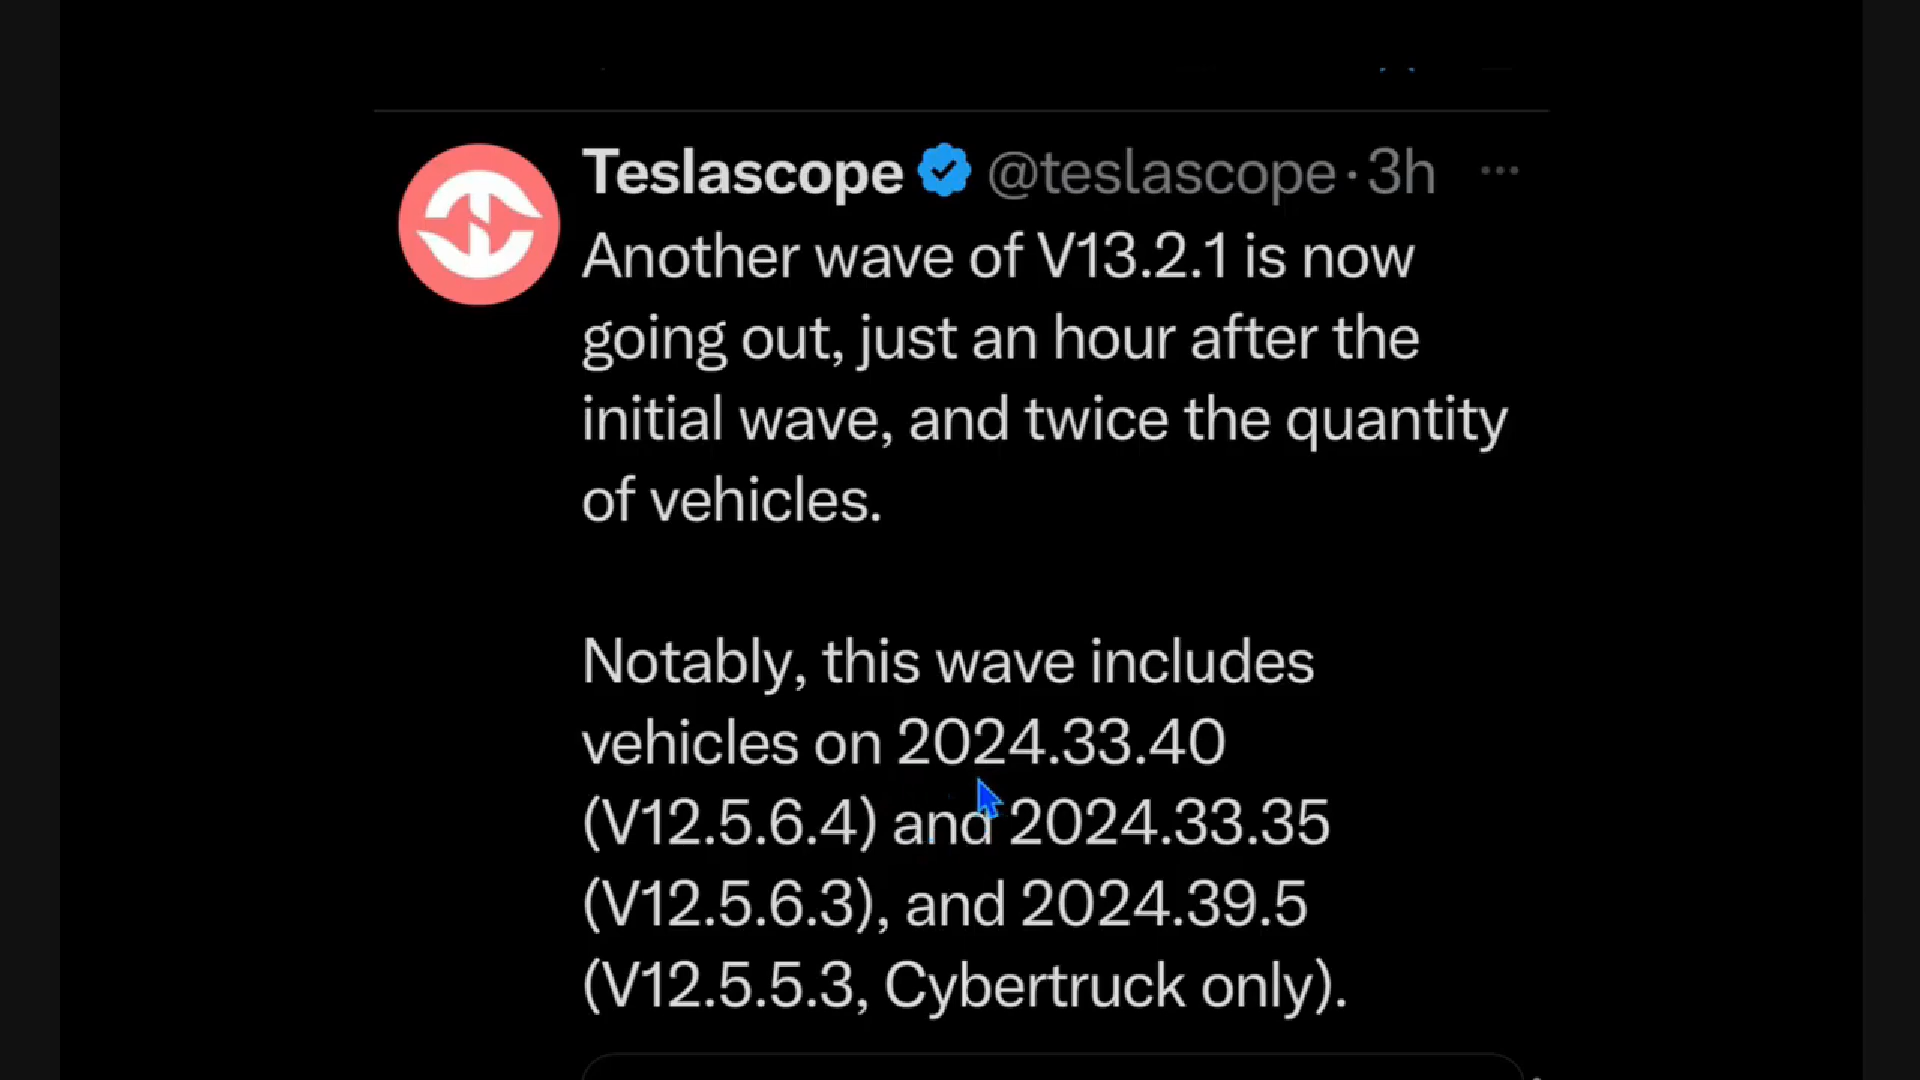 Teslascope @teslascope · 3h ...
Another wave of V13.2.1 is now
going out, just an hour after the
initial wave, and twice the quantity
of vehicles.
Notably, this wave includes
vehicles on 2024.33.40
(V12.5.6.4) and 2024.33.35
(V12.5.6.3), and 2024.39.5
(V12.5.5.3, Cybertruck only).